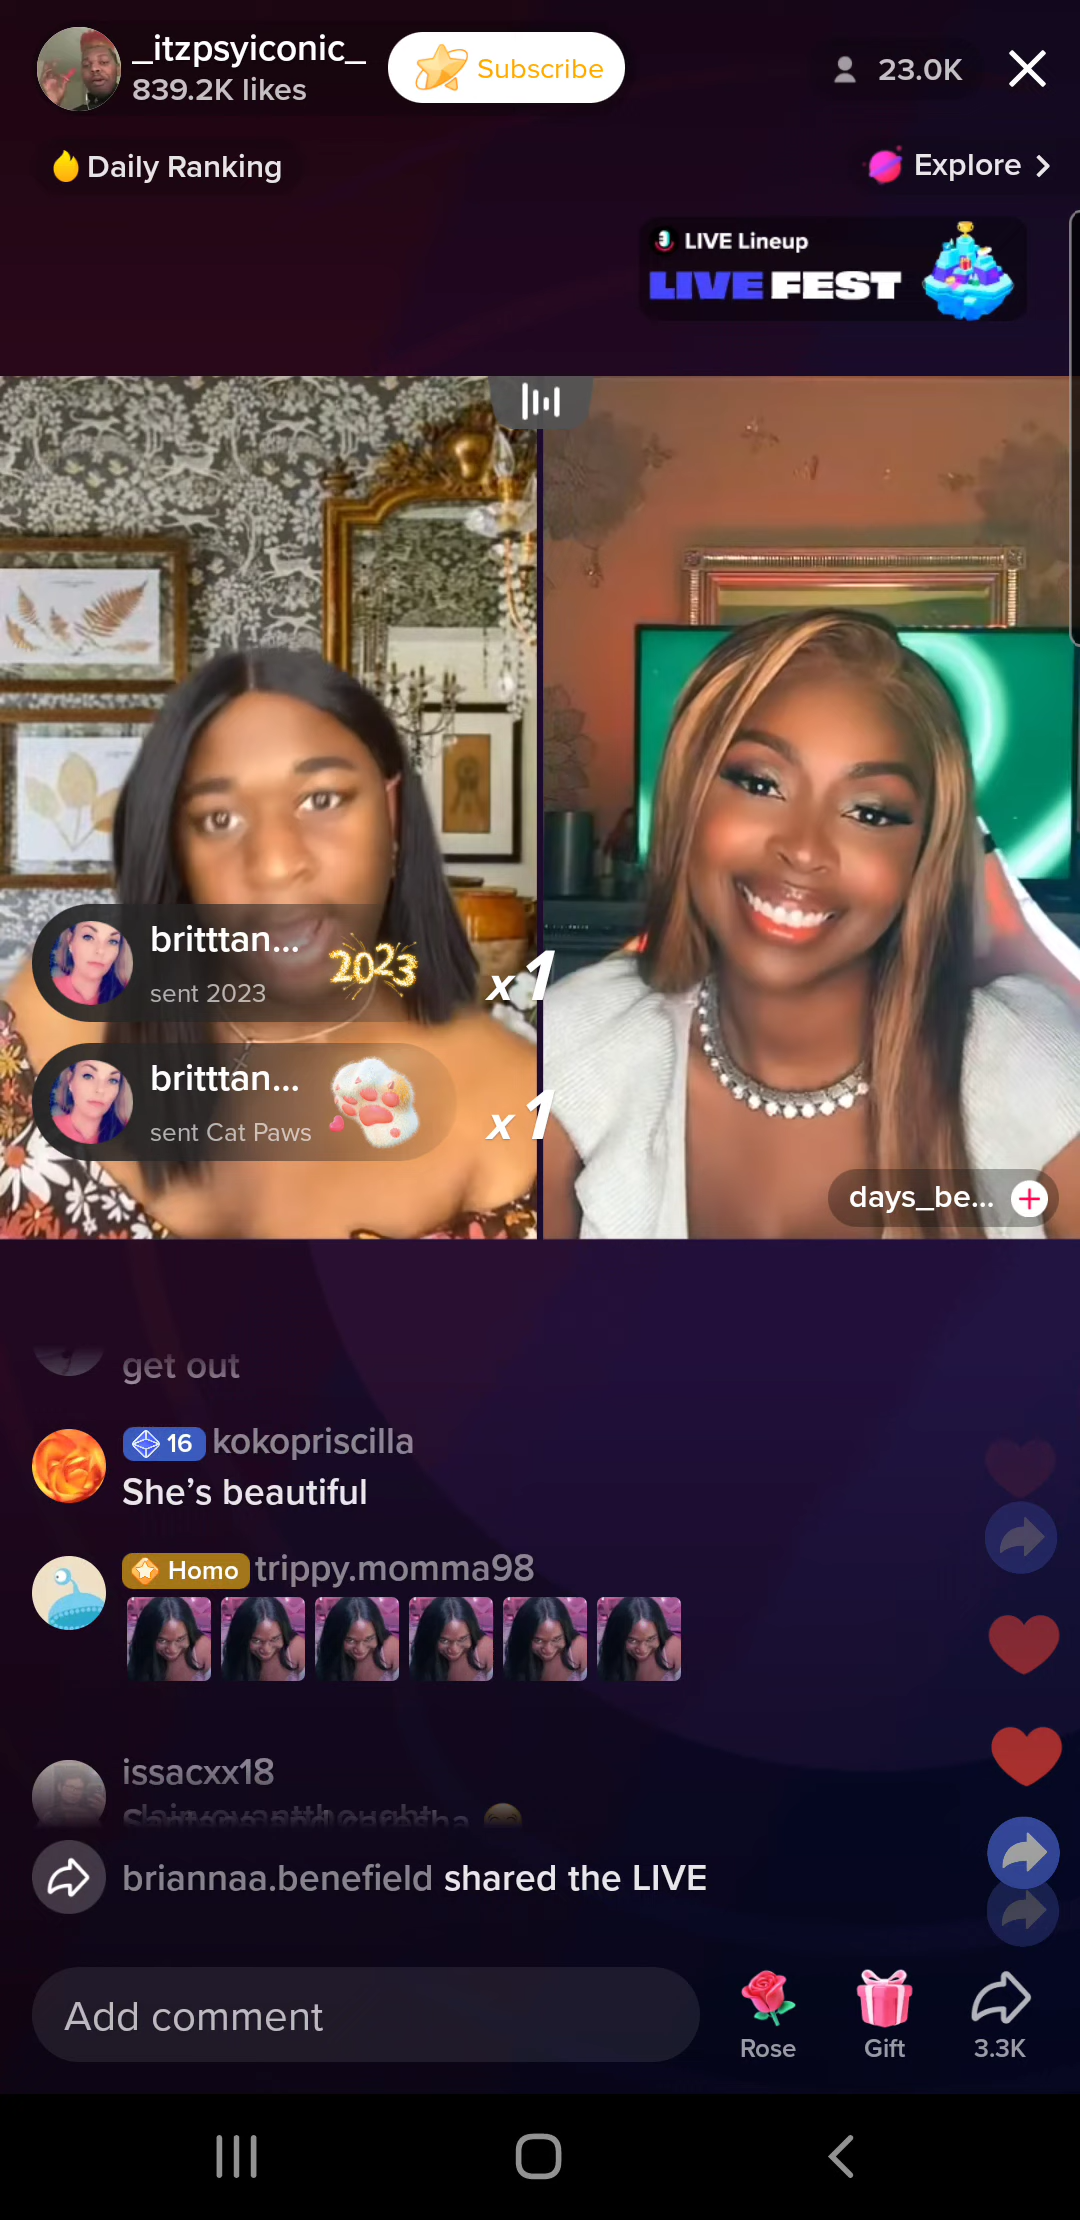 _itzpsyiconic_
839.2K likes
Subscribe
23.0K
Daily Ranking
Explore
LIVE Lineup
LIVE FEST
britttan...
sent 2023
2023
x1
britttan...
sent Cat Paws
x1
days_be...
get out
16 kokopriscilla
She's beautiful
Homo trippy.momma98
issacxx18
briannaa.benefield shared the LIVE
Add comment
Rose
Gift
3.3K